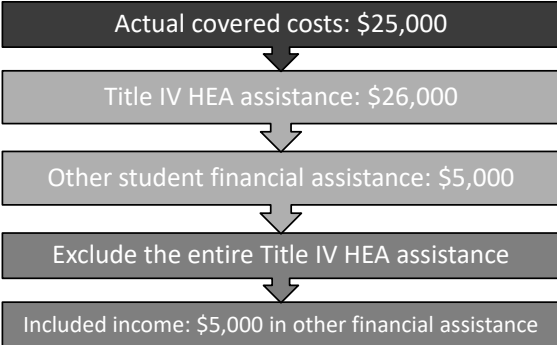 Actual covered costs: $25,000
Title IV HEA assistance: $26,000
Other student financial assistance: $5,000
Exclude the entire Title IV HEA assistance
Included income: $5,000 in other financial assistance